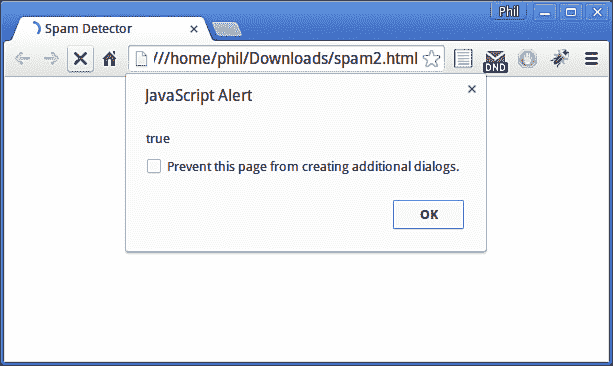 Phil
Spam Detector
///home/phil/Downloads/spam2.html
DND
JavaScript Alert
true
Prevent this page from creating additional dialogs.
OK